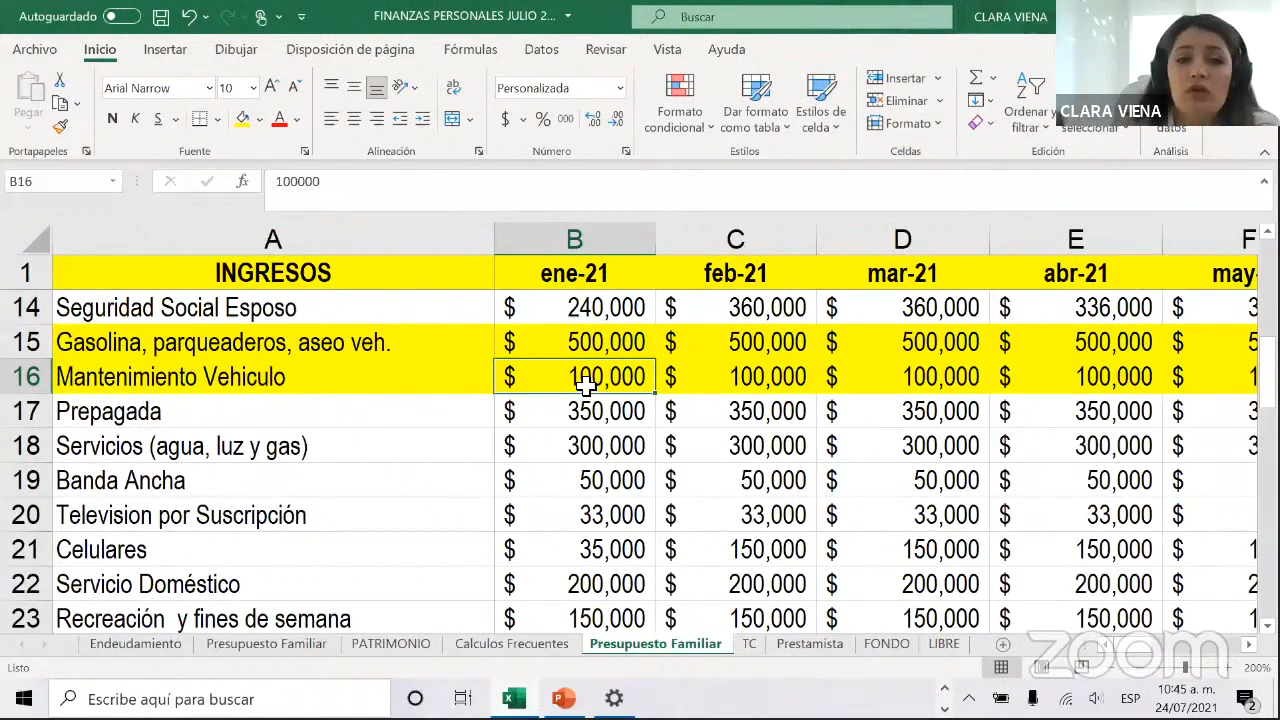 Autoguardado
FINANZAS PERSONALES JULIO 2...
Buscar
CLARA VIENA
Archivo Inicio Insertar Dibujar Disposición de página Fórmulas Datos Revisar Vista Ayuda
Pegar
Portapapeles
Arial Narrow 10
N K S
Fuente
Alineación
Personalizada
$ % 000
Número
Formato condicional
Dar formato como tabla
Estilos de celda
Estilos
Insertar
Eliminar
Formato
Celdas
Ordenar y filtrar
seleccionar
Edición
datos
Análisis
CLARA VIENA
B16 fx 100000
A B C D E F
1 INGRESOS ene-21 feb-21 mar-21 abr-21 may-
14 Seguridad Social Esposo $ 240,000 $ 360,000 $ 360,000 $ 336,000 $ 3
15 Gasolina, parqueaderos, aseo veh. $ 500,000 $ 500,000 $ 500,000 $ 500,000 $ 5
16 Mantenimiento Vehiculo $ 100,000 $ 100,000 $ 100,000 $ 100,000 $ 1
17 Prepagada $ 350,000 $ 350,000 $ 350,000 $ 350,000 $ 3
18 Servicios (agua, luz y gas) $ 300,000 $ 300,000 $ 300,000 $ 300,000 $ 3
19 Banda Ancha $ 50,000 $ 50,000 $ 50,000 $ 50,000 $
20 Television por Suscripción $ 33,000 $ 33,000 $ 33,000 $ 33,000 $
21 Celulares $ 35,000 $ 150,000 $ 150,000 $ 150,000 $ 1
22 Servicio Doméstico $ 200,000 $ 200,000 $ 200,000 $ 200,000 $ 2
23 Recreación y fines de semana $ 150,000 $ 150,000 $ 150,000 $ 150,000 $ 1
Endeudamiento Presupuesto Familiar PATRIMONIO Calculos Frecuentes Presupuesto Familiar TC Prestamista FONDO LIBRE
zoom
Listo
200%
Escribe aquí para buscar
ESP
10:45 a. m.
24/07/2021
2